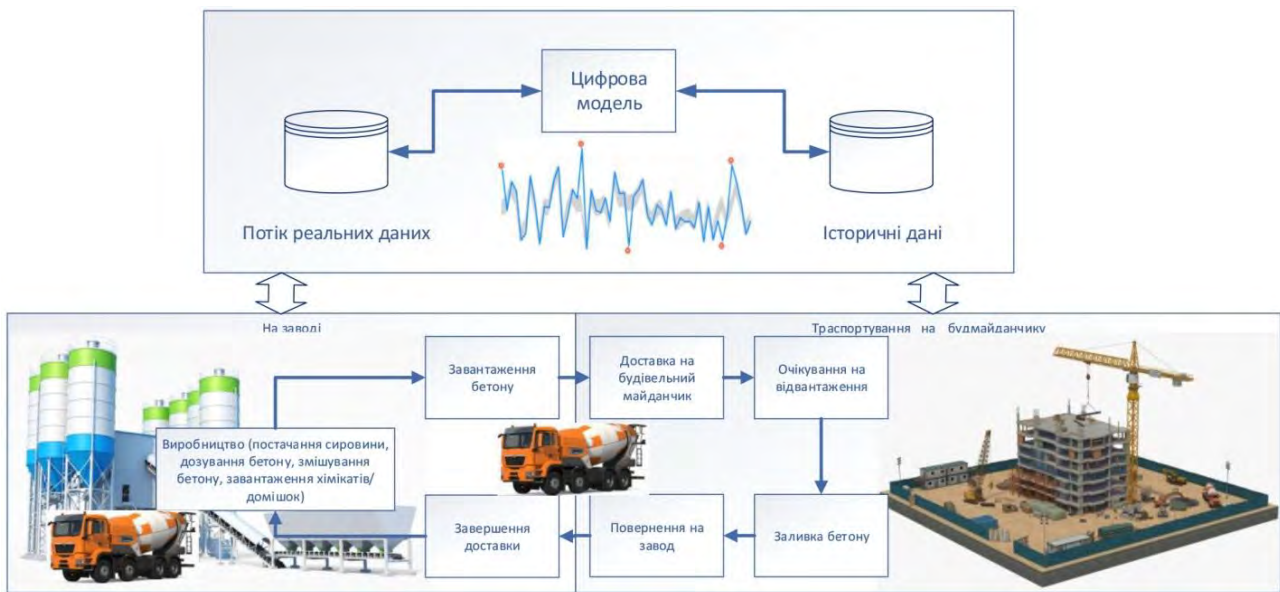 Цифрова
модель
Потік реальних даних
Історичні дані
На заводі
Траспортування на будмайданчику
Завантаження
бетону
Доставка на
будівельний
майданчик
Очікування на
відвантаження
Виробництво (постачання сировини,
дозування бетону, змішування
бетону, завантаження хімікатів/
домішок)
Завершення
доставки
Повернення на
завод
Заливка бетону